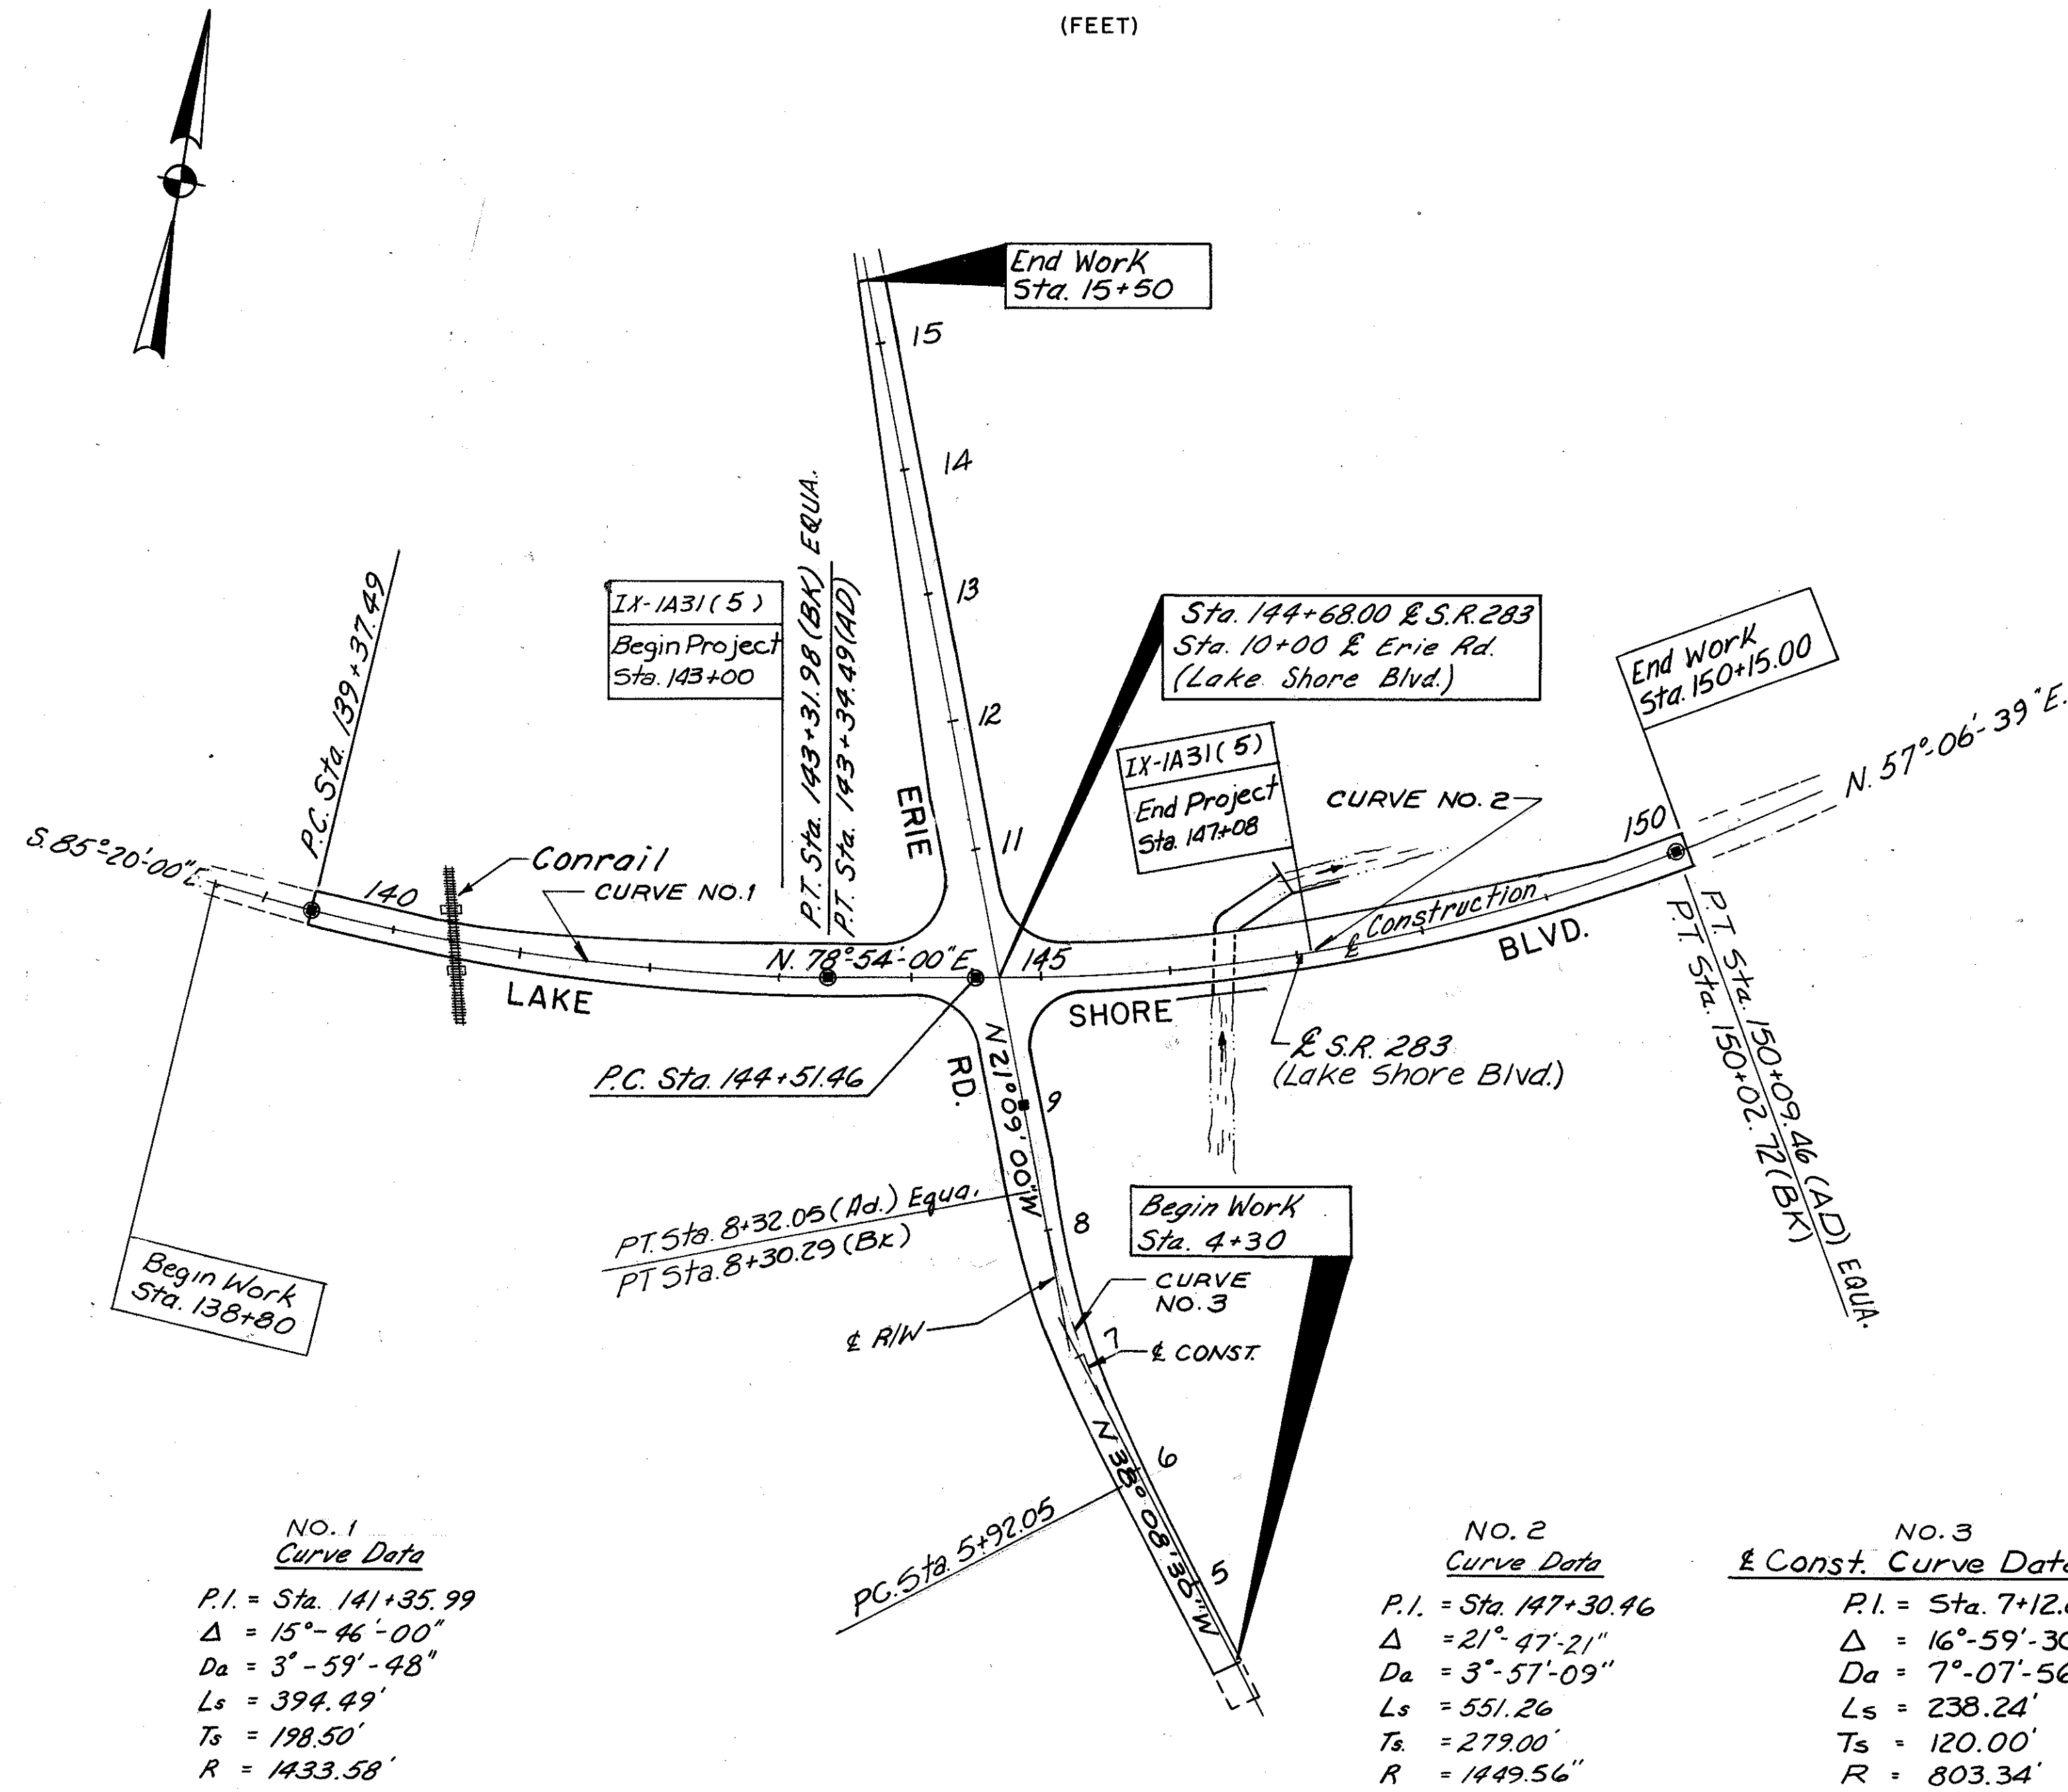 (FEET)
End Work
Sta. 15+50
15
14
13
12
11
IX-1A31(5)
Begin Project
Sta. 143+00
P.T. Sta. 143+31.98 (BK) EQUA.
P.T. Sta. 143+34.49 (AD)
P.C. Sta. 139+37.49
Sta. 144+68.00 ℄ S.R. 283
Sta. 10+00 ℄ Erie Rd.
(Lake Shore Blvd.)
End Work
Sta. 150+15.00
N. 57°-06'-39"E.
IX-1A31(5)
End Project
Sta. 147+08
CURVE NO. 2
150
ERIE
S. 85°-20'-00"E.
140
Conrail
CURVE NO. 1
N. 78°-54'-00"E.
145
℄ Construction
LAKE
SHORE
BLVD.
RD.
P.C. Sta. 144+51.46
N 21°09'00"W
9
℄ S.R. 283
(Lake Shore Blvd.)
P.T. Sta. 150+09.46 (AD) EQUA.
P.T. Sta. 150+02.72 (BK)
PT. Sta. 8+32.05 (Ad.) Equa.
PT Sta. 8+30.29 (BK)
8
Begin Work
Sta. 4+30
Begin Work
Sta. 138+80
CURVE
NO. 3
℄ R/W
7
℄ CONST.
6
N 38°08'30"W
5
PC. Sta. 5+92.05
NO. 1
Curve Data
P.I. = Sta. 141+35.99
Δ = 15°-46'-00"
Da = 3°-59'-48"
Ls = 394.49'
Ts = 198.50'
R = 1433.58'
NO. 2
Curve Data
P.I. = Sta. 147+30.46
Δ = 21°-47'-21"
Da = 3°-57'-09"
Ls = 551.26
Ts. = 279.00'
R = 1449.56"
NO. 3
℄ Const. Curve Data
P.I. = Sta. 7+12.
Δ = 16°-59'-30
Da = 7°-07'-56
Ls = 238.24'
Ts = 120.00'
R = 803.34'